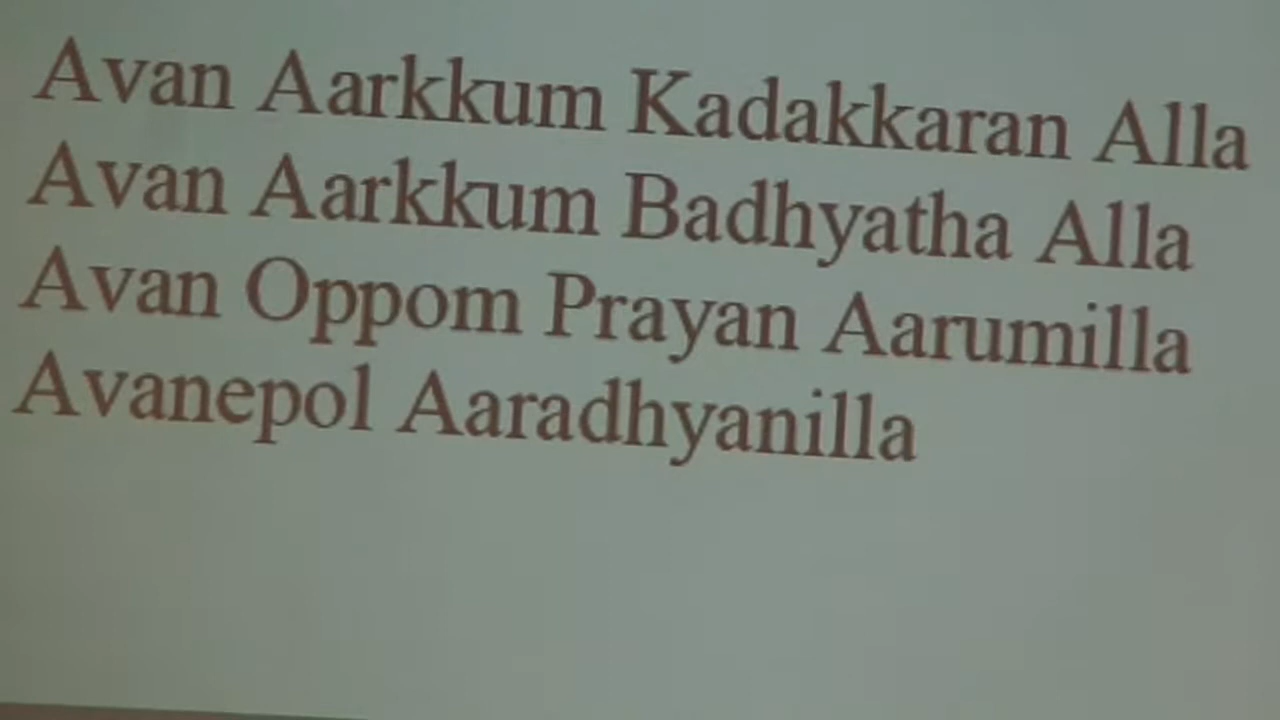 Avan Aarkkum Kadakkaran Alla
Avan Aarkkum Badhyatha Alla
Avan Oppom Prayan Aarumilla
Avanepol Aaradhyanilla